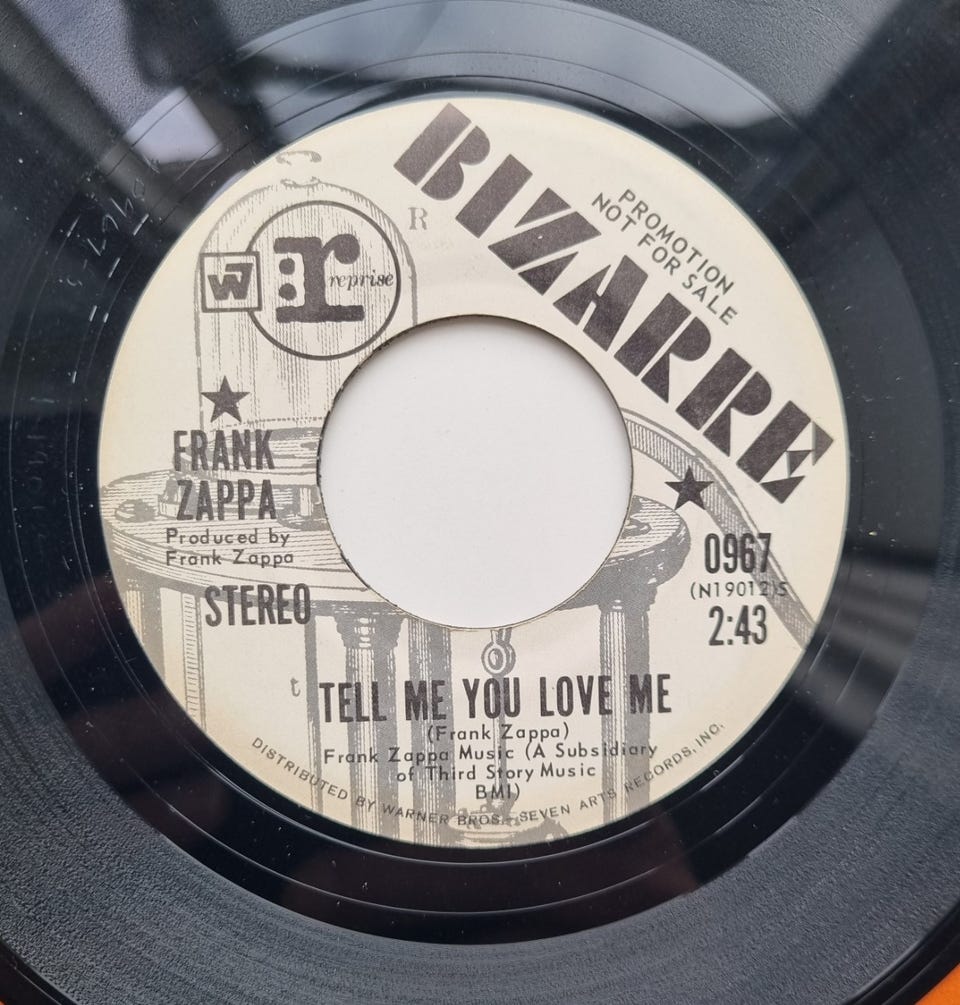 BIZARRE
PROMOTION
NOT FOR SALE
R
W7
r
reprise
FRANK
ZAPPA
Produced by
Frank Zappa
STEREO
0967
(N19012)S
2:43
t
TELL ME YOU LOVE ME
(Frank Zappa)
Frank Zappa Music (A Subsidiary
of Third Story Music
BMI)
DISTRIBUTED BY WARNER BROS.-SEVEN ARTS RECORDS, INC.